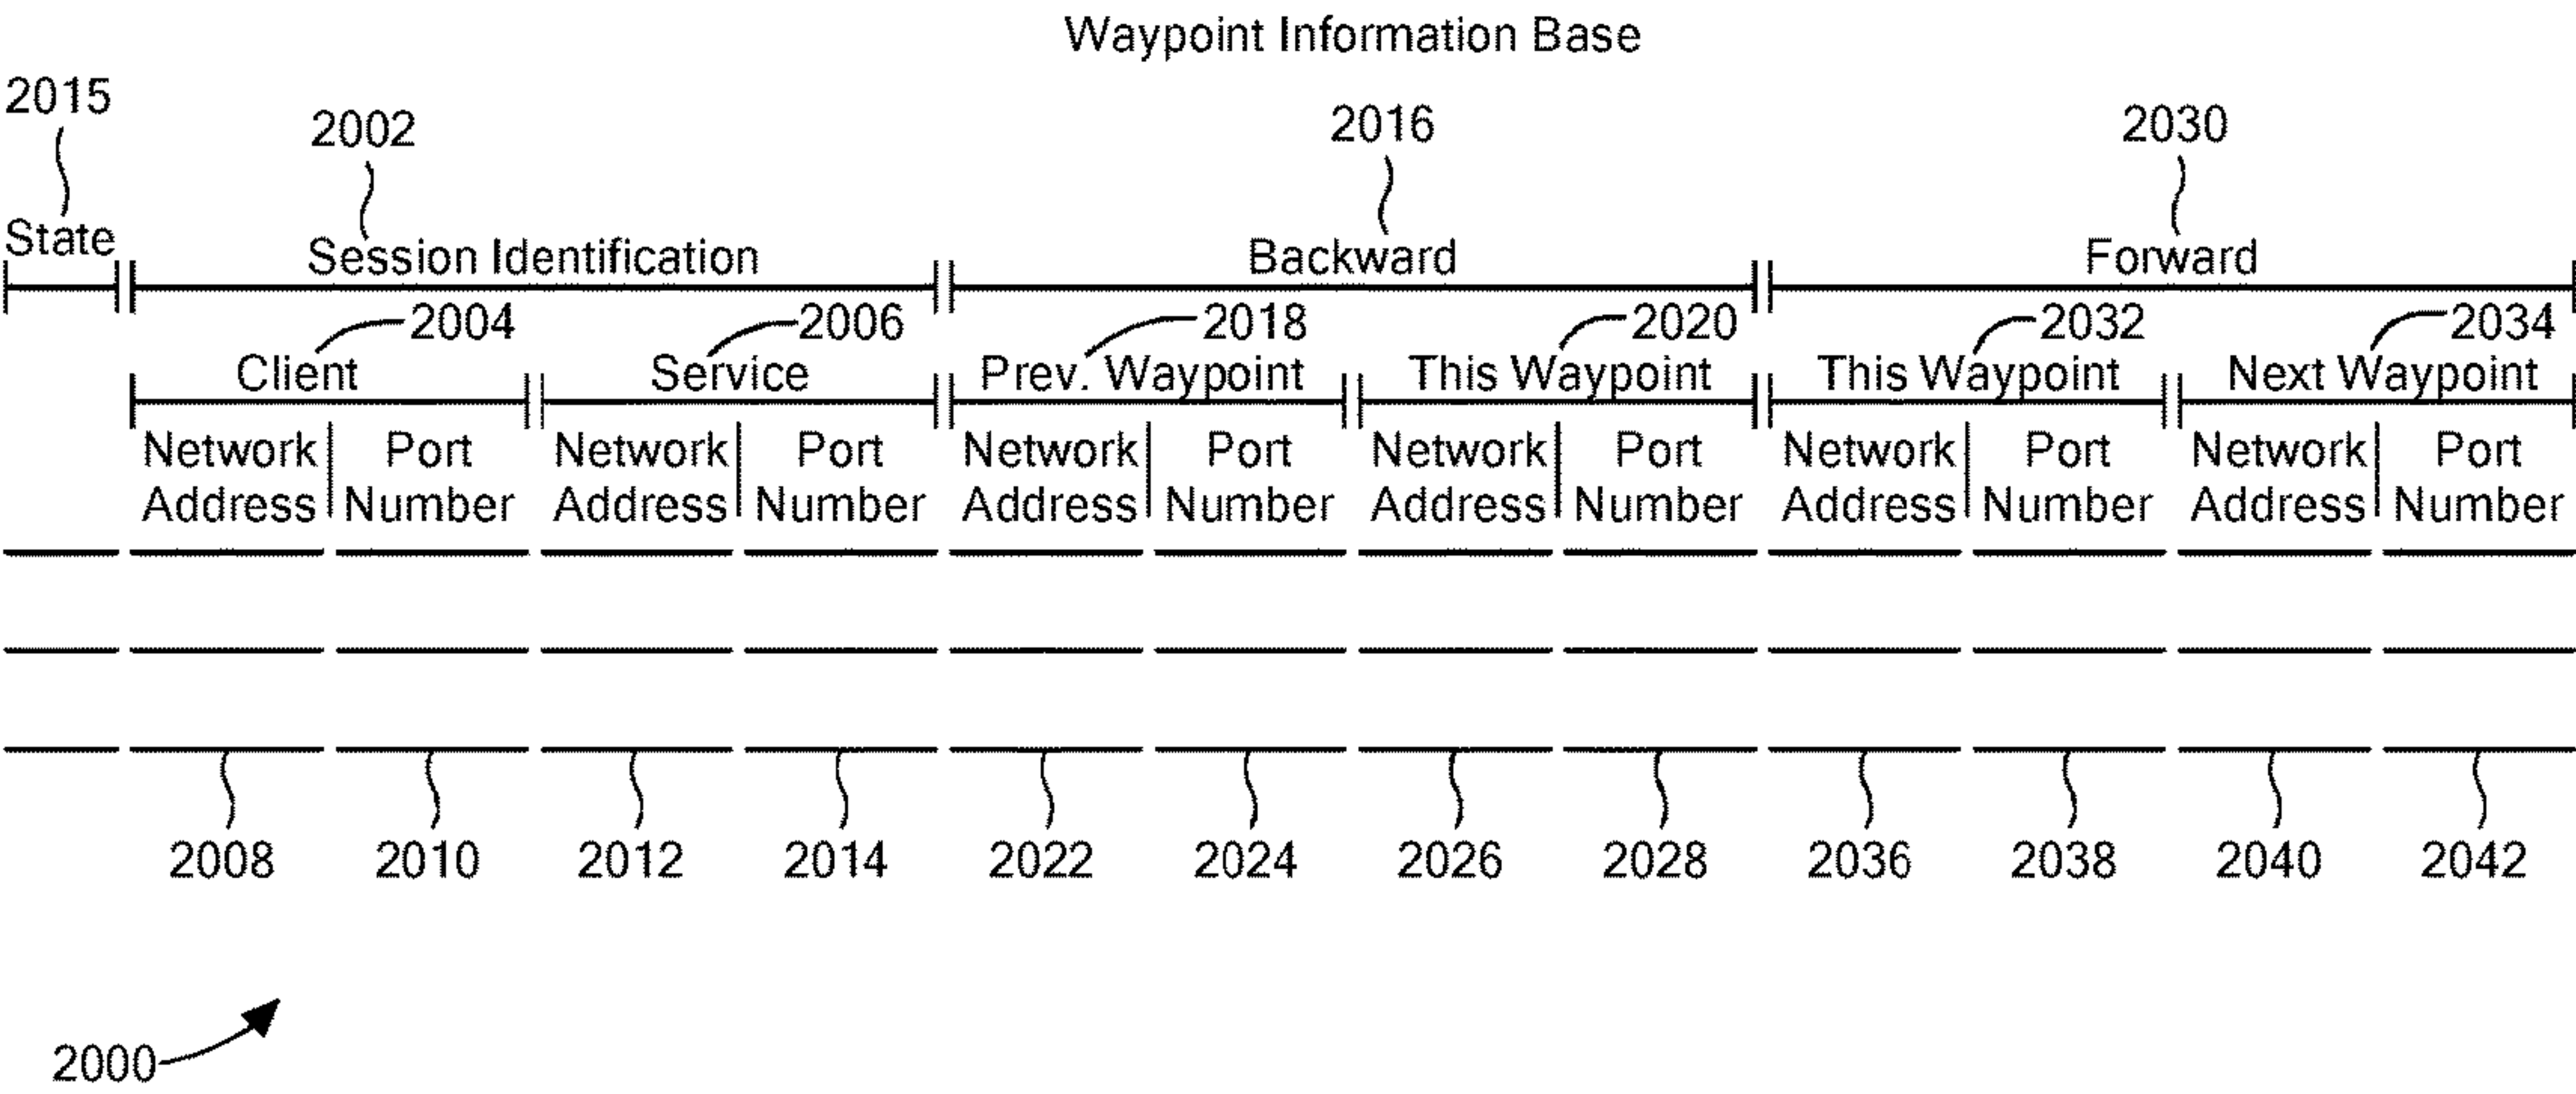 Waypoint Information Base
2015
2002
2016
2030
State
Session Identification
Backward
Forward
2004
2006
2018
2020
2032
2034
Client
Service
Prev. Waypoint
This Waypoint
This Waypoint
Next Waypoint
Network Address
Port Number
Network Address
Port Number
Network Address
Port Number
Network Address
Port Number
Network Address
Port Number
Network Address
Port Number
2008
2010
2012
2014
2022
2024
2026
2028
2036
2038
2040
2042
2000